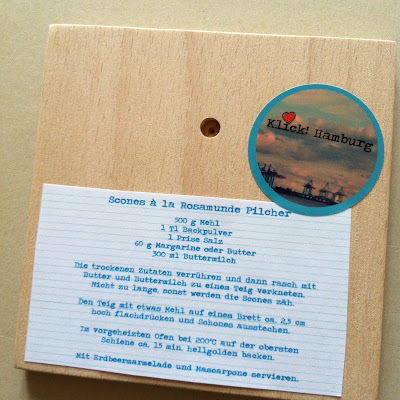 Klick! Hamburg
Scones à la Rosamunde Pilcher
500 g Mehl
1 Tl Backpulver
1 Prise Salz
60 g Margarine oder Butter
300 ml Buttermilch
Die trockenen Zutaten verrühren und dann rasch mit
Butter und Buttermilch zu einem Teig verkneten.
Nicht zu lange, sonst werden die Scones zäh.
Den Teig mit etwas Mehl auf einem Brett ca. 2,5 cm
hoch flachdrücken und Schones ausstechen.
Im vorgeheizten Ofen bei 200°C auf der obersten
Schiene ca. 15 min. hellgolden backen.
Mit Erdbeermarmelade und Mascarpone servieren.